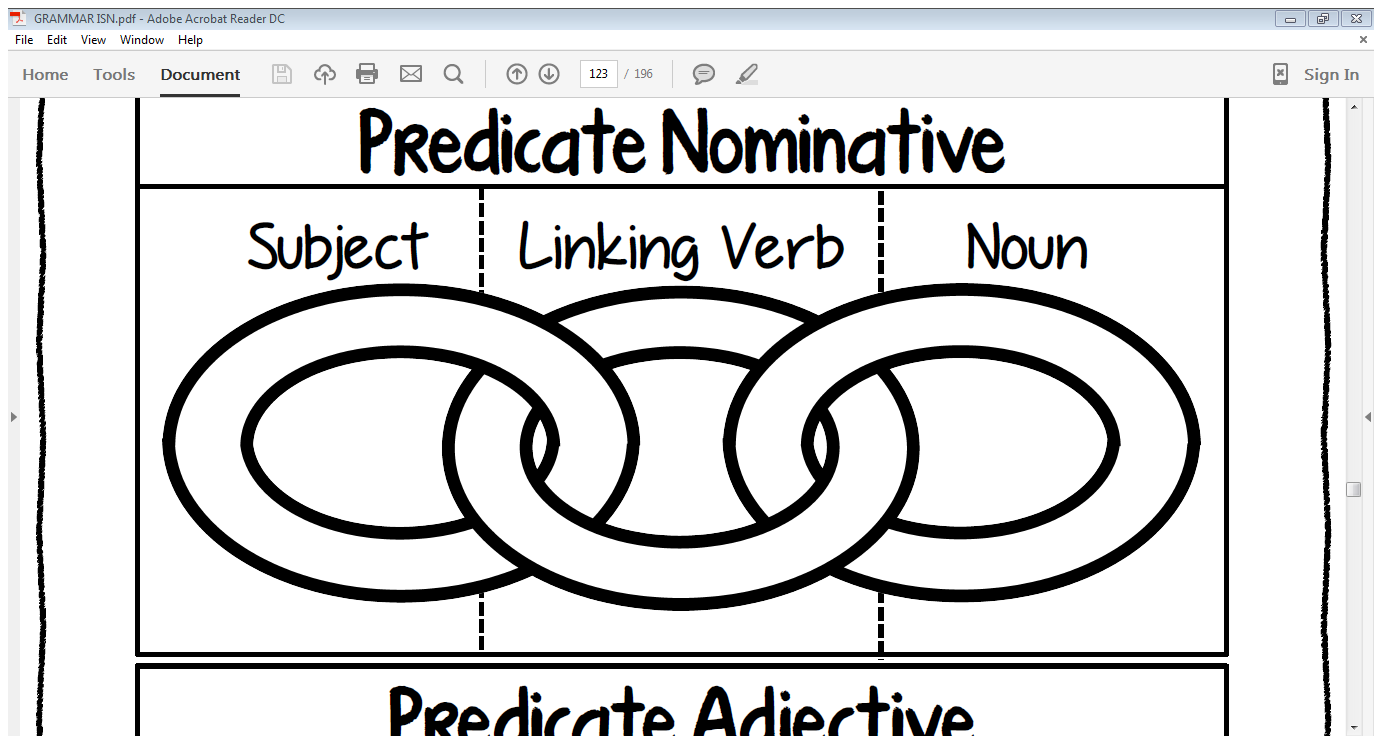 GRAMMAR ISN.pdf - Adobe Acrobat Reader DC
File Edit View Window Help
Home Tools Document 123 / 196 Sign In
Predicate Nominative
Subject Linking Verb Noun
Predicate Adjective